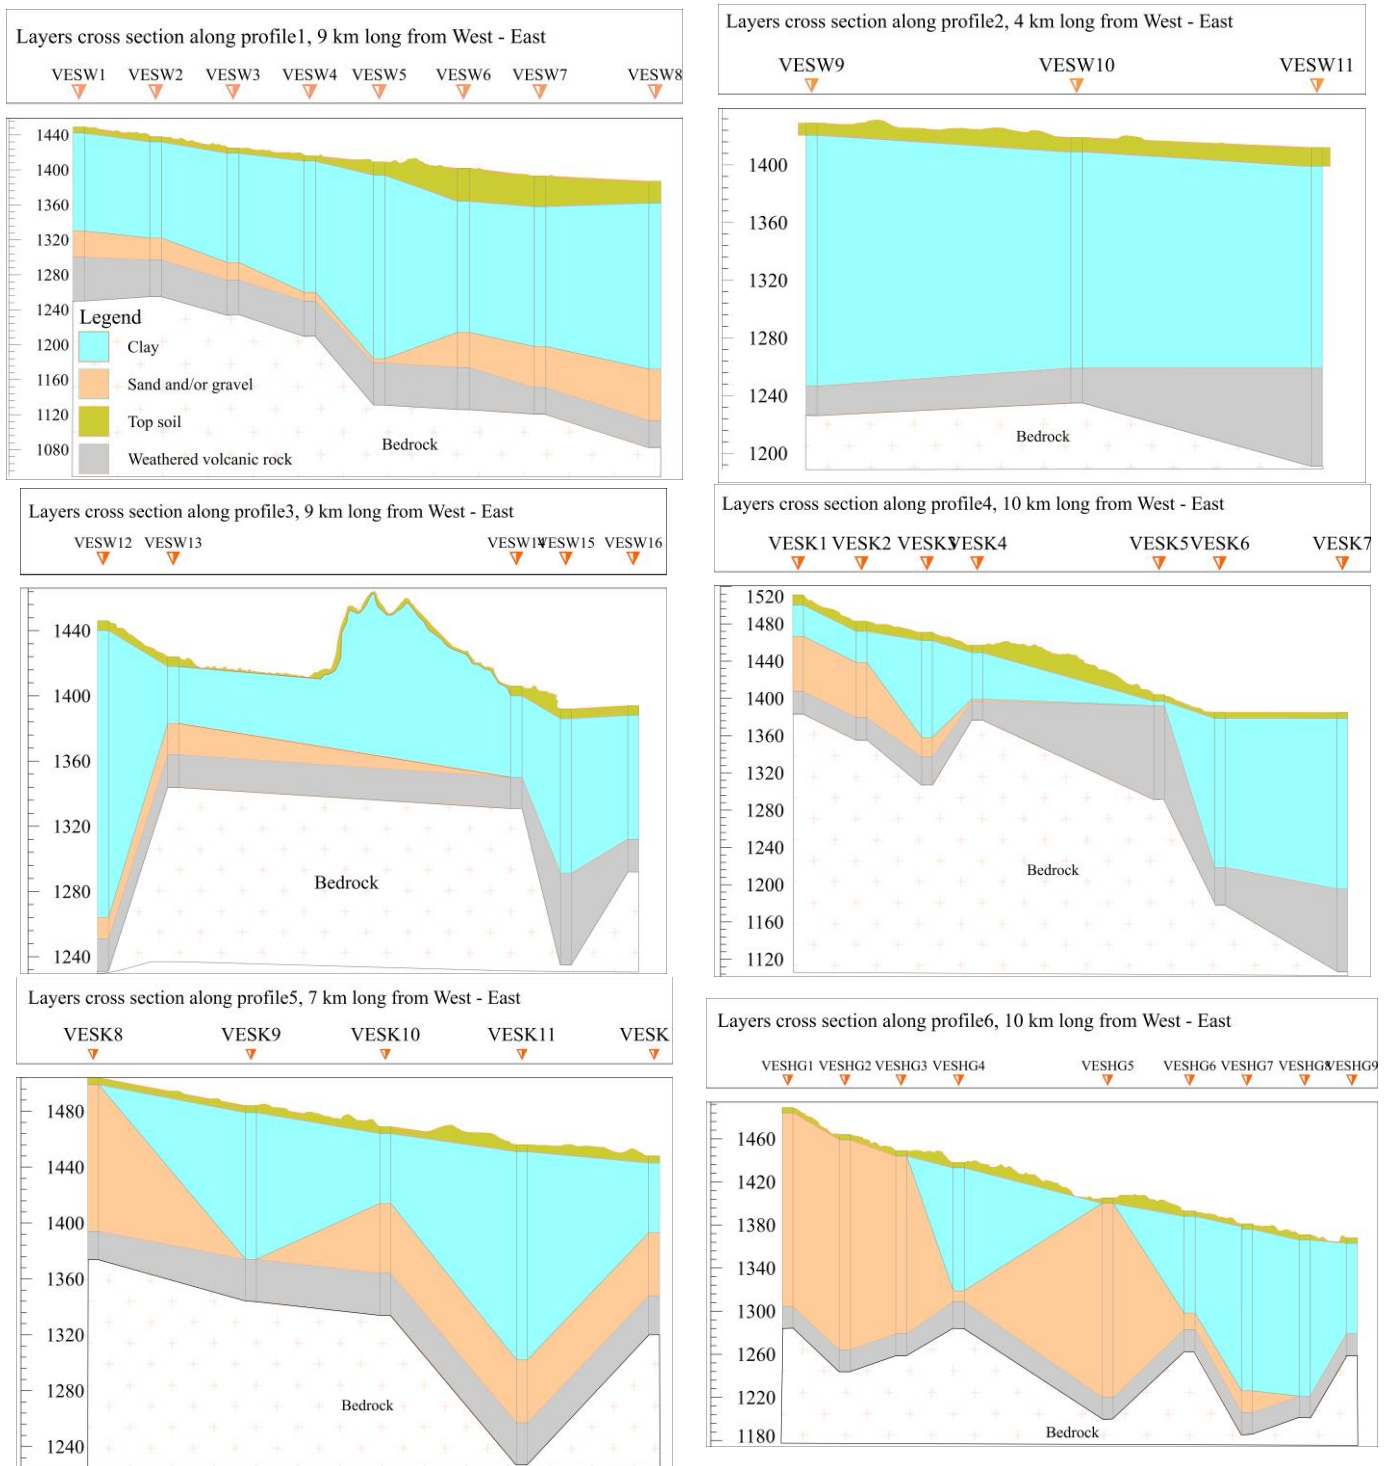 Layers cross section along profile1, 9 km long from West - East
VESW1 VESW2 VESW3 VESW4 VESW5 VESW6 VESW7 VESW8
1440
1400
1360
1320
1280
1240
1200
1160
1120
1080
Legend
Clay
Sand and/or gravel
Top soil
Weathered volcanic rock
Bedrock
Layers cross section along profile2, 4 km long from West - East
VESW9 VESW10 VESW11
1400
1360
1320
1280
1240
1200
Bedrock
Layers cross section along profile3, 9 km long from West - East
VESW12 VESW13 VESW14 VESW15 VESW16
1440
1400
1360
1320
1280
1240
Bedrock
Layers cross section along profile4, 10 km long from West - East
VESK1 VESK2 VESK3 VESK4 VESK5 VESK6 VESK7
1520
1480
1440
1400
1360
1320
1280
1240
1200
1160
1120
Bedrock
Layers cross section along profile5, 7 km long from West - East
VESK8 VESK9 VESK10 VESK11 VESK
1480
1440
1400
1360
1320
1280
1240
Bedrock
Layers cross section along profile6, 10 km long from West - East
VESHG1 VESHG2 VESHG3 VESHG4 VESHG5 VESHG6 VESHG7 VESHG8 VESHG9
1460
1420
1380
1340
1300
1260
1220
1180
Bedrock